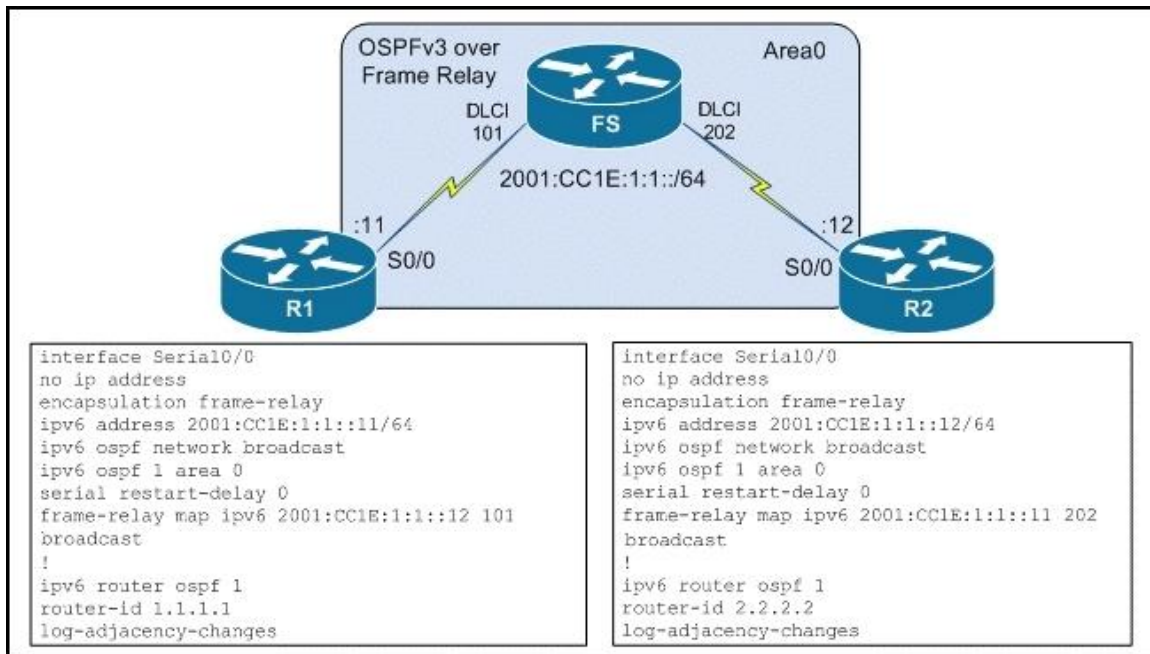 OSPFv3 over
Frame Relay
Area0
DLCI
101
FS
DLCI
202
2001:CC1E:1:1::/64
:11
S0/0
R1
:12
S0/0
R2
interface Serial0/0
no ip address
encapsulation frame-relay
ipv6 address 2001:CC1E:1:1::11/64
ipv6 ospf network broadcast
ipv6 ospf 1 area 0
serial restart-delay 0
frame-relay map ipv6 2001:CC1E:1:1::12 101
broadcast
!
ipv6 router ospf 1
router-id 1.1.1.1
log-adjacency-changes
interface Serial0/0
no ip address
encapsulation frame-relay
ipv6 address 2001:CC1E:1:1::12/64
ipv6 ospf network broadcast
ipv6 ospf 1 area 0
serial restart-delay 0
frame-relay map ipv6 2001:CC1E:1:1::11 202
broadcast
!
ipv6 router ospf 1
router-id 2.2.2.2
log-adjacency-changes